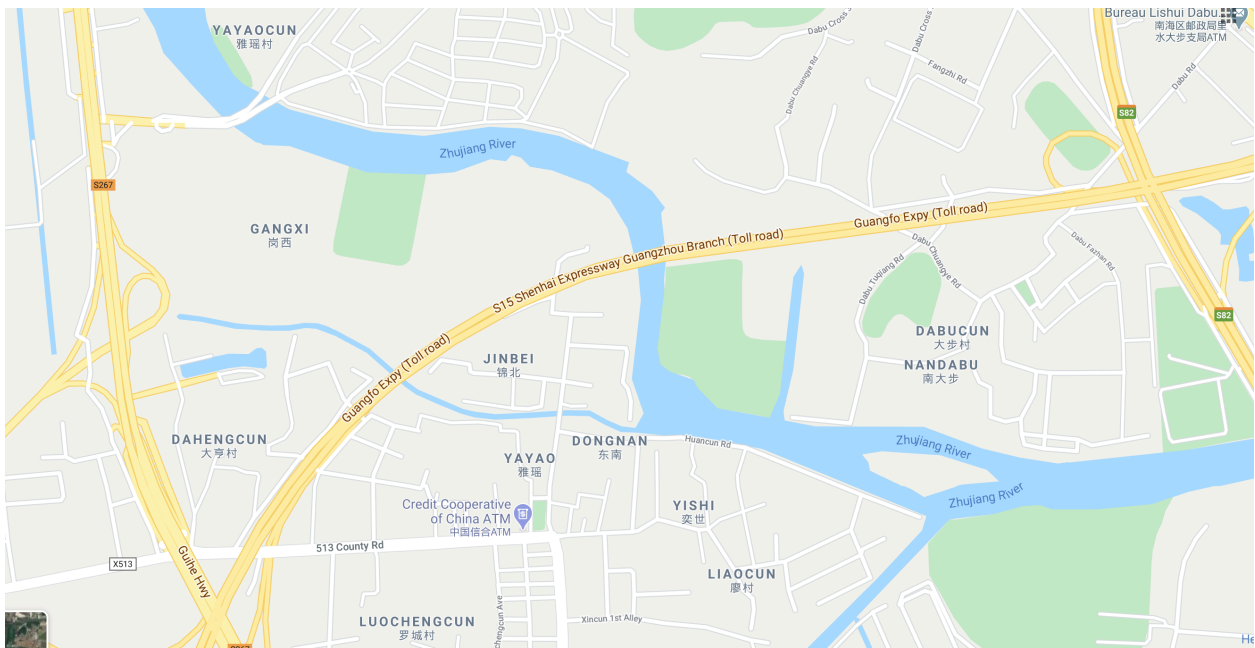 YAYAOCUN
雅瑶村
Dabu Cross S
Dabu Cross
Bureau Lishui Dabu
南海区邮政局里
水大步支局ATM
Dabu Chuangye Rd
Fangzhi Rd
Dabu Rd
S82
Zhujiang River
S267
GANGXI
岗西
S15 Shenhai Expressway Guangzhou Branch (Toll road)
Guangfo Expy (Toll road)
Dabu Tuqiang Rd
Dabu Chuangye Rd
Dabu Fazhan Rd
S82
DABUCUN
大步村
NANDABU
南大步
Guangfo Expy (Toll road)
JINBEI
锦北
DAHENGCUN
大亨村
DONGNAN
东南
Huancun Rd
Zhujiang River
YAYAO
雅瑶
Zhujiang River
Credit Cooperative
of China ATM
中国信合ATM
YISHI
奕世
513 County Rd
X513
Guihe Hwy
LIAOCUN
廖村
LUOCHENGCUN
罗城村
chengcun Ave
Xincun 1st Alley
S267
He